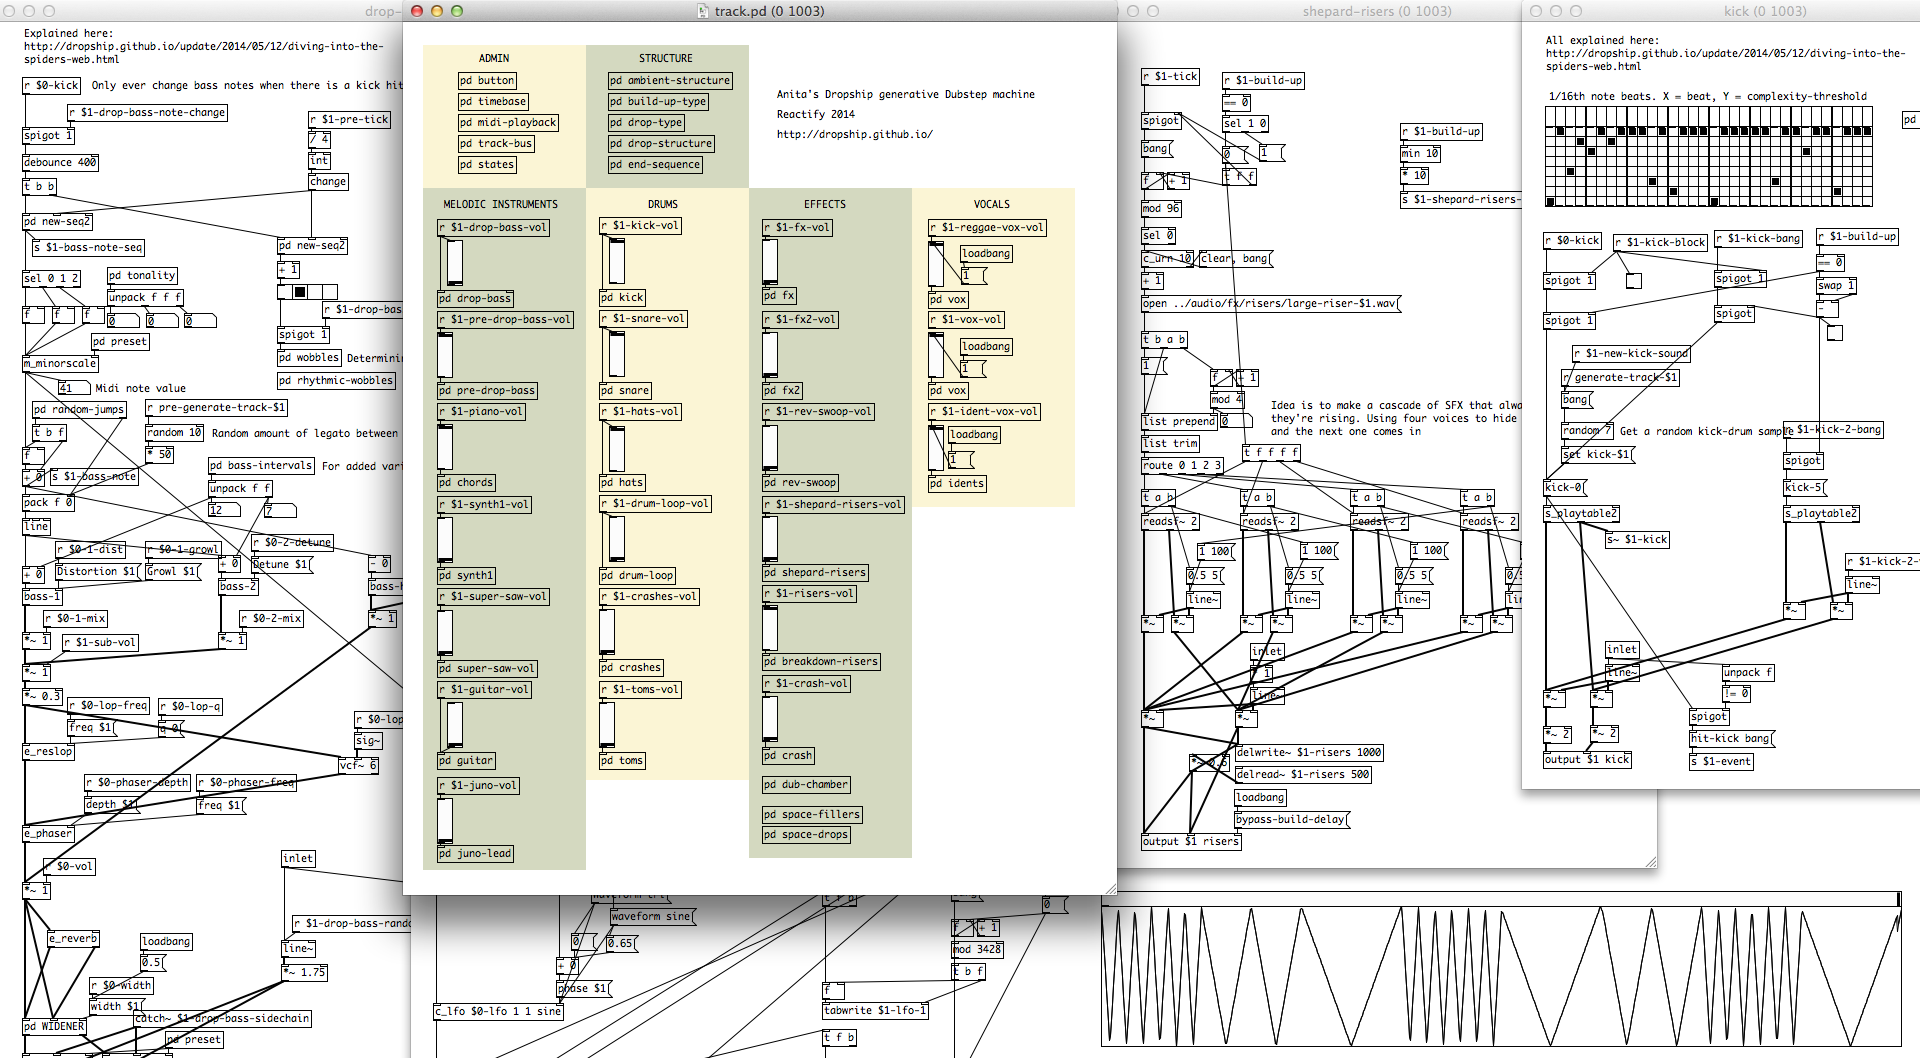 drop-
Explained here:
http://dropship.github.io/update/2014/05/12/diving-into-the-
spiders-web.html
r $0-kick
Only ever change bass notes when there is a kick hit
r $1-drop-bass-note-change
r $1-pre-tick
spigot 1
/ 4
debounce 400
int
t b b
change
pd new-seq2
pd new-seq2
s $1-bass-note-seq
+ 1
sel 0 1 2
pd tonality
unpack f f f
f
f
f
0
0
0
r $1-drop-bas
spigot 1
pd preset
m_minorscale
pd wobbles
Determini
41
Midi note value
pd rhythmic-wobbles
pd random-jumps
r pre-generate-track-$1
t b f
random 10
Random amount of legato between
f
* 50
+ 0
s $1-bass-note
pd bass-intervals
For added vari
unpack f f
pack f 0
12
7
line
r $0-1-dist
r $0-1-growl
r $0-2-detune
+ 0
Distortion $1
Growl $1
+ 0
Detune $1
- 0
bass-1
bass-2
r $0-1-mix
r $0-2-mix
*~ 1
*~ 1
*~ 1
r $1-sub-vol
*~ 1
*~ 0.5
r $0-lop-freq
r $0-lop-q
freq $1
q 0
r $0-lop
sig~
e_reslop
vcf~ 6
r $0-phaser-depth
r $0-phaser-freq
depth $1
freq $1
e_phaser
r $0-vol
inlet
*~ 1
r $1-drop-bass-rando
e_reverb
loadbang
line~
0.5
*~ 1.75
r $0-width
width $1
pd WIDENER
catch~ $1-drop-bass-sidechain
pd preset
track.pd (0 1003)
ADMIN
pd button
pd timebase
pd midi-playback
pd track-bus
pd states
STRUCTURE
pd ambient-structure
pd build-up-type
pd drop-type
pd drop-structure
pd end-sequence
Anita's Dropship generative Dubstep machine
Reactify 2014
http://dropship.github.io/
MELODIC INSTRUMENTS
r $1-drop-bass-vol
pd drop-bass
r $1-pre-drop-bass-vol
pd pre-drop-bass
r $1-piano-vol
pd chords
r $1-synth1-vol
pd synth1
r $1-super-saw-vol
pd super-saw-vol
r $1-guitar-vol
pd guitar
r $1-juno-vol
pd juno-lead
DRUMS
r $1-kick-vol
pd kick
r $1-snare-vol
pd snare
r $1-hats-vol
pd hats
r $1-drum-loop-vol
pd drum-loop
r $1-crashes-vol
pd crashes
r $1-toms-vol
pd toms
EFFECTS
r $1-fx-vol
pd fx
r $1-fx2-vol
pd fx2
r $1-rev-swoop-vol
pd rev-swoop
r $1-shepard-risers-vol
pd shepard-risers
r $1-risers-vol
pd breakdown-risers
r $1-crash-vol
pd crash
pd dub-chamber
pd space-fillers
pd space-drops
VOCALS
r $1-reggae-vox-vol
loadbang
1
pd vox
r $1-vox-vol
loadbang
1
pd vox
r $1-ident-vox-vol
loadbang
1
pd idents
waveform sine
0
0.65
+ 0
phase $1
c_lfo $0-lfo 1 1 sine
0
f
+ 1
mod 3428
t b f
f
tabwrite $1-lfo-1
t f b
shepard-risers (0 1003)
r $1-tick
r $1-build-up
== 0
spigot
sel 1 0
bang
0
1
f
+ 1
t f f
mod 96
sel 0
c_urn 10
clear, bang
+ 1
open ../audio/fx/risers/large-riser-$1.wav
r $1-build-up
min 10
* 10
s $1-shepard-risers-
t b a b
1
f
+ 1
mod 4
list prepend
0
list trim
route 0 1 2 3
Idea is to make a cascade of SFX that alwa
they're rising. Using four voices to hide
and the next one comes in
t f f f f
t a b
t a b
t a b
t a b
readsf~ 2
readsf~ 2
readsf~ 2
readsf~ 2
1 100
1 100
1 100
0.5 5
0.5 5
0.5 5
0.5
line~
line~
line~
lin
*~
*~
*~
*~
*~
*~
*~
*~
inlet
* 1
line~
*~
*~
*~ 0.6
delwrite~ $1-risers 1000
delread~ $1-risers 500
loadbang
bypass-build-delay
output $1 risers
kick (0 1003)
All explained here:
http://dropship.github.io/update/2014/05/12/diving-into-the-
spiders-web.html
1/16th note beats. X = beat, Y = complexity-threshold
pd
r $0-kick
r $1-kick-block
r $1-kick-bang
r $1-build-up
== 0
spigot 1
spigot 1
swap 1
-
spigot 1
spigot
r $1-new-kick-sound
r generate-track-$1
bang
random 7
Get a random kick-drum sample
r $1-kick-2-bang
set kick-$1
spigot
kick-0
kick-5
s_playtable2
s_playtable2
s~ $1-kick
r $1-kick-2-v
line~
*~
*~
inlet
line~
unpack f
!= 0
*~
*~
spigot
*~ 2
*~ 2
hit-kick bang
output $1 kick
s $1-event